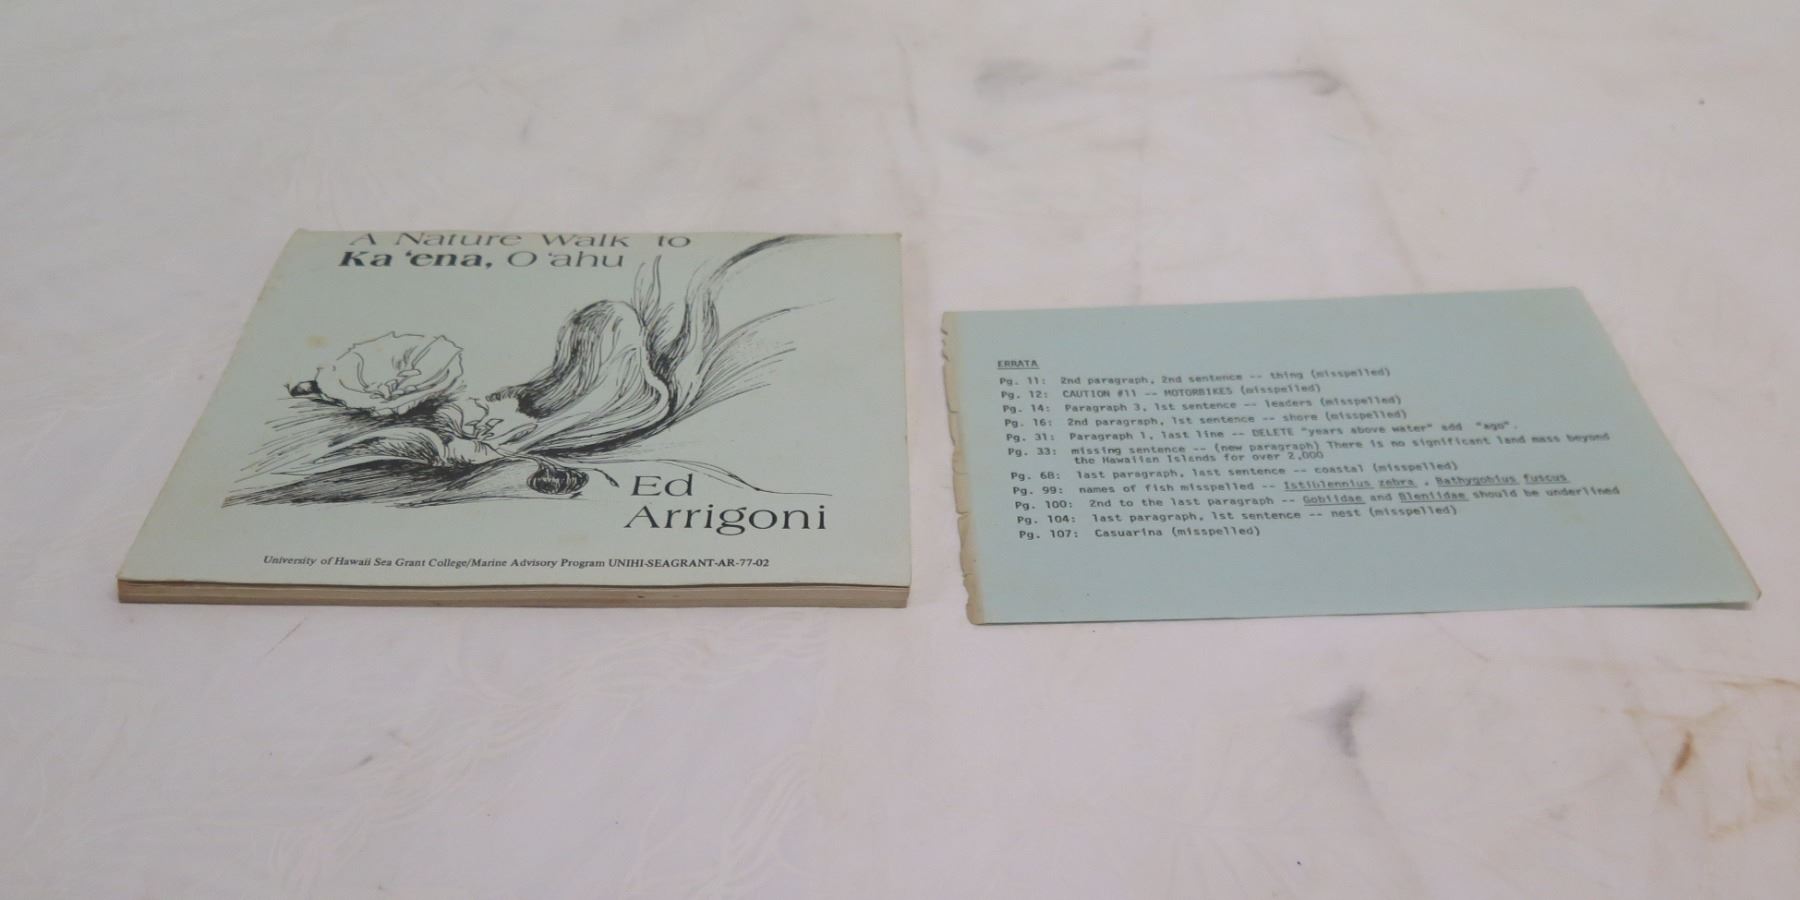 A Nature Walk to
Ka 'ena, O 'ahu
Ed
Arrigoni
University of Hawaii Sea Grant College/Marine Advisory Program UNIHI-SEAGRANT-AR-77-02
ERRATA
Pg. 11: 2nd paragraph, 2nd sentence -- thing (misspelled)
Pg. 12: CAUTION #11 -- MOTORBIKES (misspelled)
Pg. 14: Paragraph 3, 1st sentence -- leaders (misspelled)
Pg. 16: 2nd paragraph, 1st sentence -- shore (misspelled)
Pg. 31: Paragraph 1, last line -- DELETE "years above water" add "ago".
Pg. 33: missing sentence -- (new paragraph) There is no significant land mass beyond
the Hawaiian Islands for over 2,000
Pg. 68: last paragraph, last sentence -- coastal (misspelled)
Pg. 99: names of fish misspelled -- Istiblennius zebra , Bathygobius fuscus
Pg. 100: 2nd to the last paragraph -- Gobiidae and Bleniidae should be underlined
Pg. 104: last paragraph, 1st sentence -- nest (misspelled)
Pg. 107: Casuarina (misspelled)